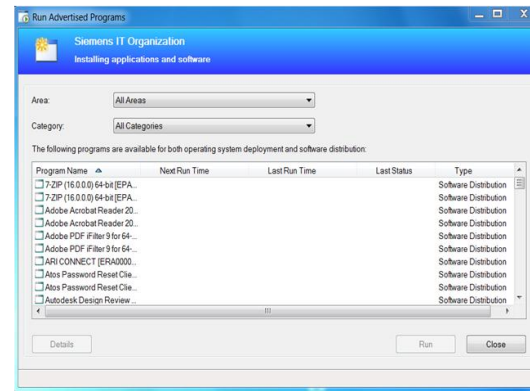 Run Advertised Programs
Siemens IT Organization
Installing applications and software
Area: All Areas
Category: All Categories
The following programs are available for both operating system deployment and software distribution:
Program Name Next Run Time Last Run Time Last Status Type
7-ZIP (16.0.0.0) 64-bit [EPA... Software Distribution
7-ZIP (16.0.0.0) 64-bit [EPA... Software Distribution
Adobe Acrobat Reader 20... Software Distribution
Adobe Acrobat Reader 20... Software Distribution
Adobe PDF iFilter 9 for 64-... Software Distribution
Adobe PDF iFilter 9 for 64-... Software Distribution
ARI CONNECT [ERA0000... Software Distribution
Atos Password Reset Clie... Software Distribution
Atos Password Reset Clie... Software Distribution
Autodesk Design Review ... Software Distribution
Details Run Close